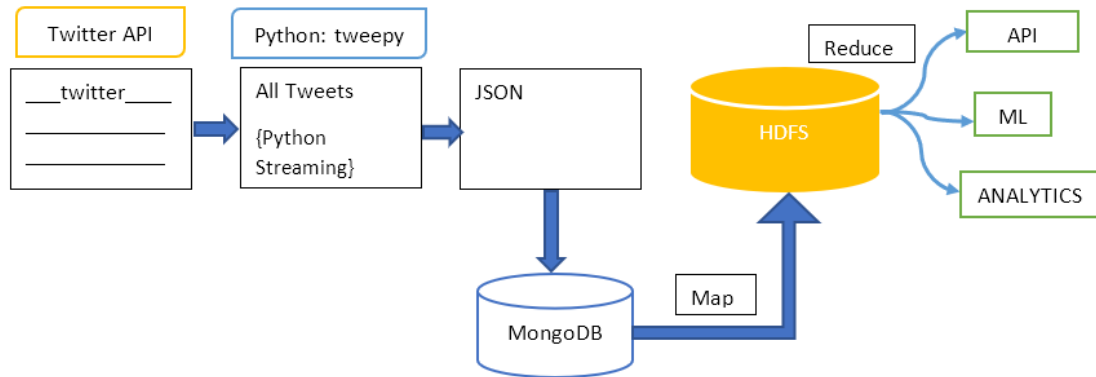 Twitter API
Python: tweepy
Reduce
API
___twitter____
All Tweets
{Python
Streaming}
JSON
HDFS
ML
ANALYTICS
Map
MongoDB